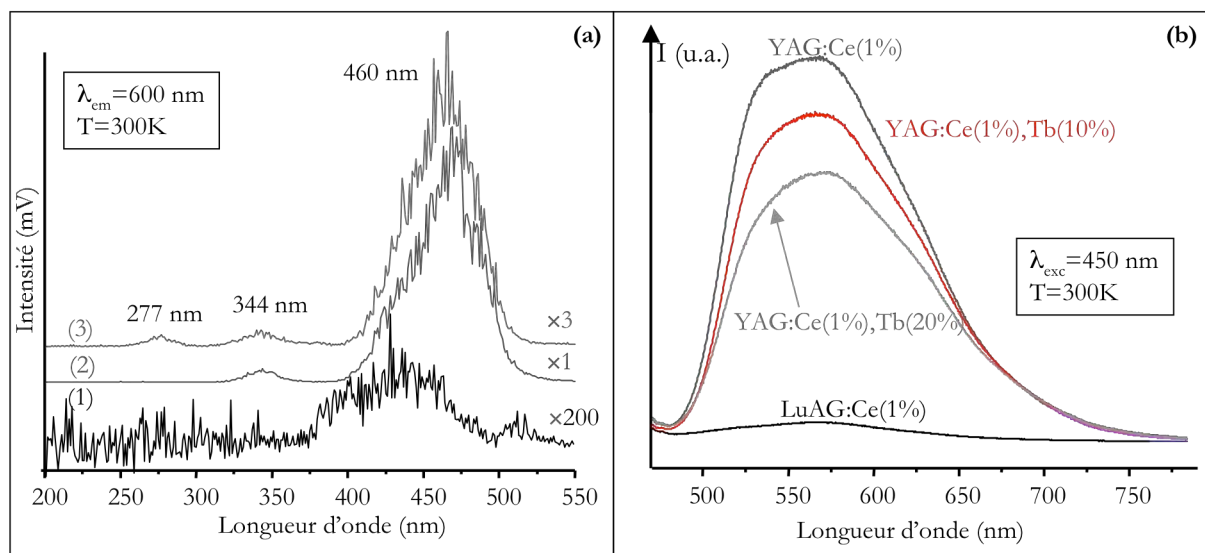 (a)
λem=600 nm
T=300K
460 nm
277 nm
344 nm
(3)
×3
(2)
×1
(1)
×200
Intensité (mV)
200 250 300 350 400 450 500 550
Longueur d'onde (nm)
(b)
I (u.a.)
YAG:Ce(1%)
YAG:Ce(1%),Tb(10%)
λexc=450 nm
T=300K
YAG:Ce(1%),Tb(20%)
LuAG:Ce(1%)
500 550 600 650 700 750
Longueur d'onde (nm)